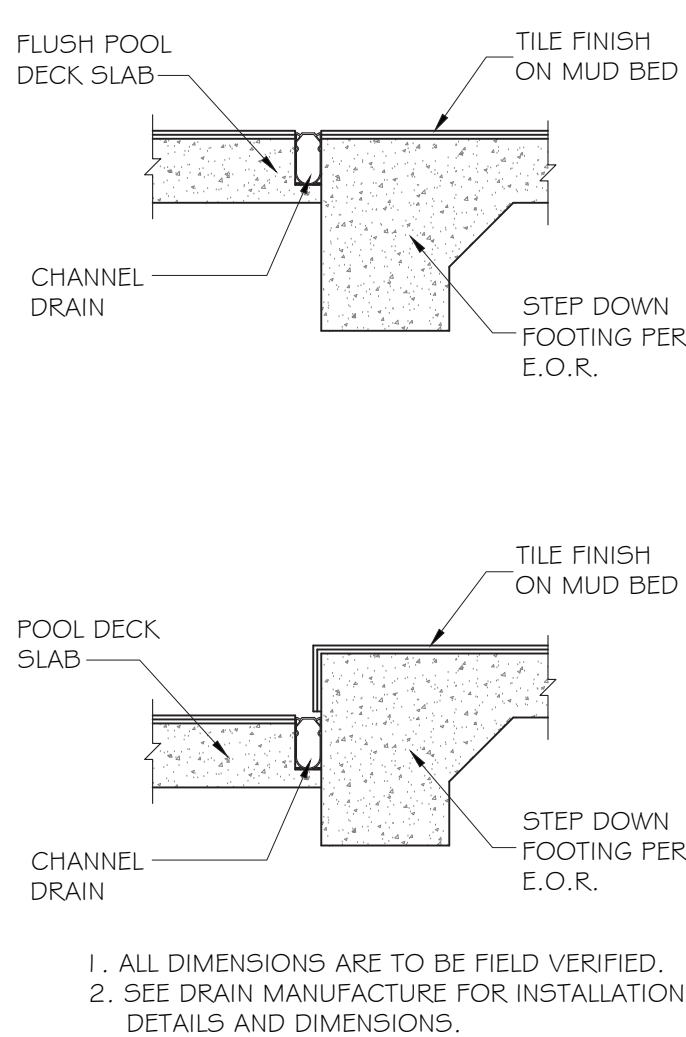 FLUSH POOL
DECK SLAB
TILE FINISH
ON MUD BED
CHANNEL
DRAIN
STEP DOWN
FOOTING PER
E.O.R.
TILE FINISH
ON MUD BED
POOL DECK
SLAB
CHANNEL
DRAIN
STEP DOWN
FOOTING PER
E.O.R.
1. ALL DIMENSIONS ARE TO BE FIELD VERIFIED.
2. SEE DRAIN MANUFACTURE FOR INSTALLATION
DETAILS AND DIMENSIONS.